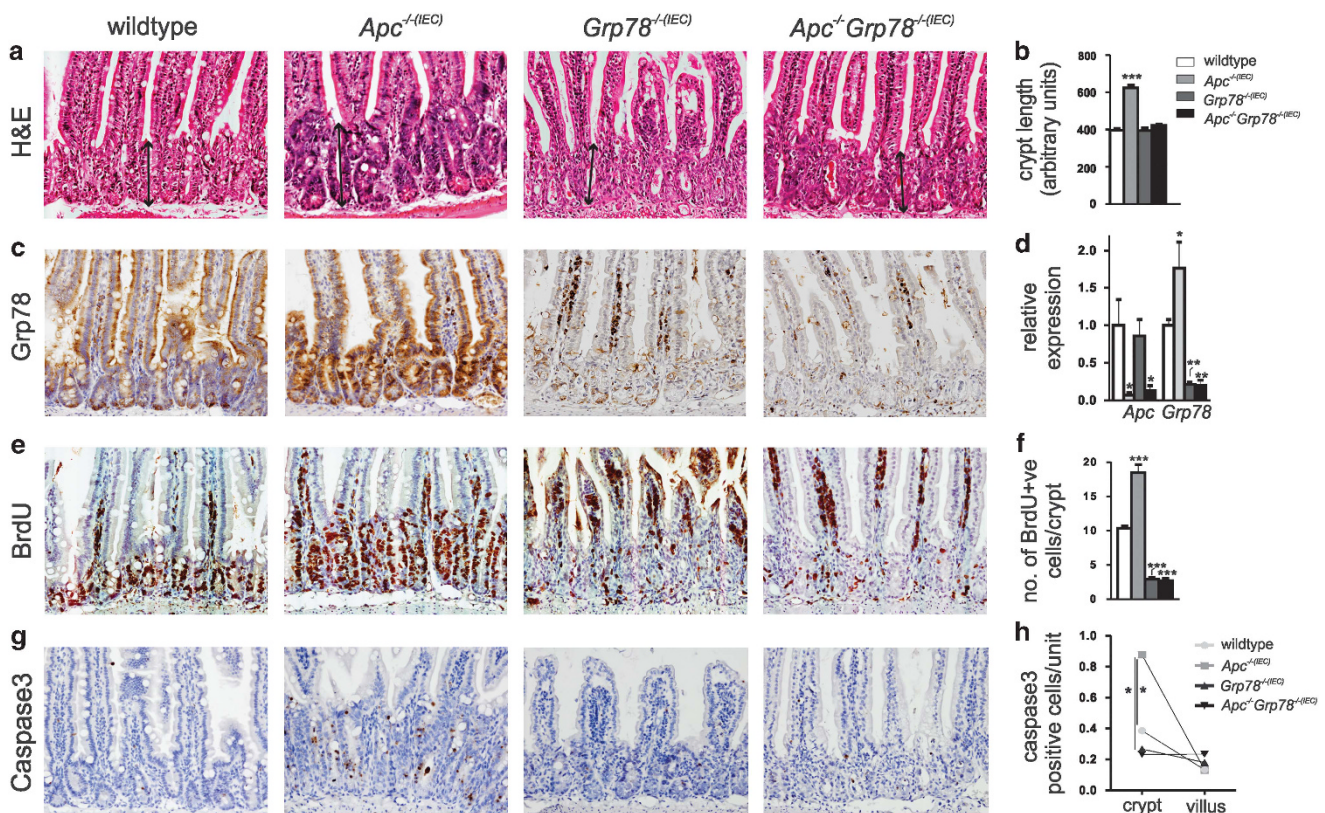 wildtype
Apc-/-(IEC)
Grp78-/-(IEC)
Apc-/-Grp78-/-(IEC)
a
H&E
b
crypt length
(arbitrary units)
800
600
400
200
0
***
wildtype
Apc-/-(IEC)
Grp78-/-(IEC)
Apc-/-Grp78-/-(IEC)
c
Grp78
d
relative
expression
2.0
1.5
1.0
0.5
0.0
*
*
*
**
**
Apc Grp78
e
BrdU
f
no. of BrdU+ve
cells/crypt
20
15
10
5
0
***
***
***
g
Caspase3
h
caspase3
positive cells/unit
1.0
0.8
0.6
0.4
0.2
0.0
* *
crypt villus
wildtype
Apc-/-(IEC)
Grp78-/-(IEC)
Apc-/-Grp78-/-(IEC)